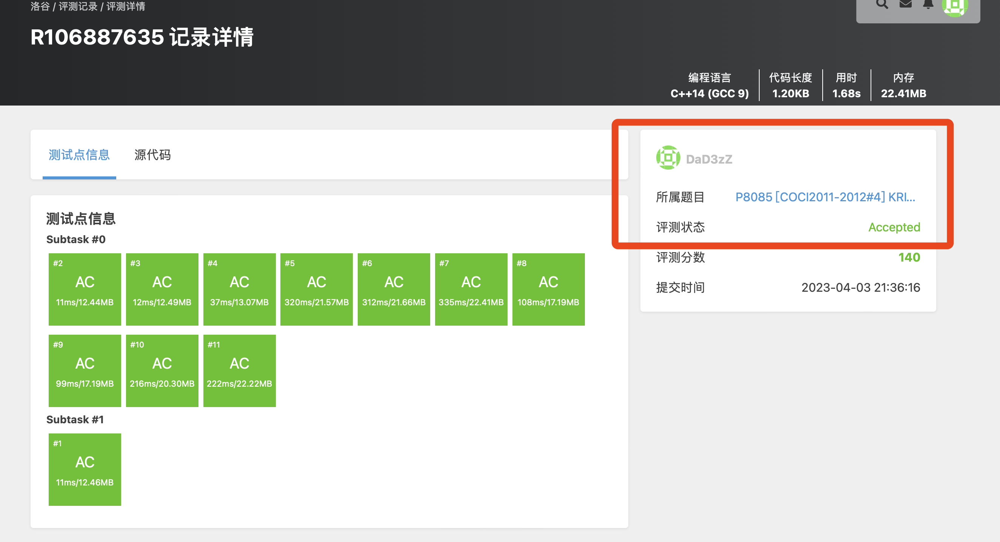 洛谷 / 评测记录 / 评测详情
R106887635 记录详情
编程语言
C++14 (GCC 9)
代码长度
1.20KB
用时
1.68s
内存
22.41MB
测试点信息
源代码
测试点信息
Subtask #0
#2
AC
11ms/12.44MB
#3
AC
12ms/12.49MB
#4
AC
37ms/13.07MB
#5
AC
320ms/21.57MB
#6
AC
312ms/21.66MB
#7
AC
335ms/22.41MB
#8
AC
108ms/17.19MB
#9
AC
99ms/17.19MB
#10
AC
216ms/20.30MB
#11
AC
222ms/22.22MB
Subtask #1
#1
AC
11ms/12.46MB
DaD3zZ
所属题目 P8085 [COCI2011-2012#4] KRI...
评测状态 Accepted
评测分数 140
提交时间 2023-04-03 21:36:16